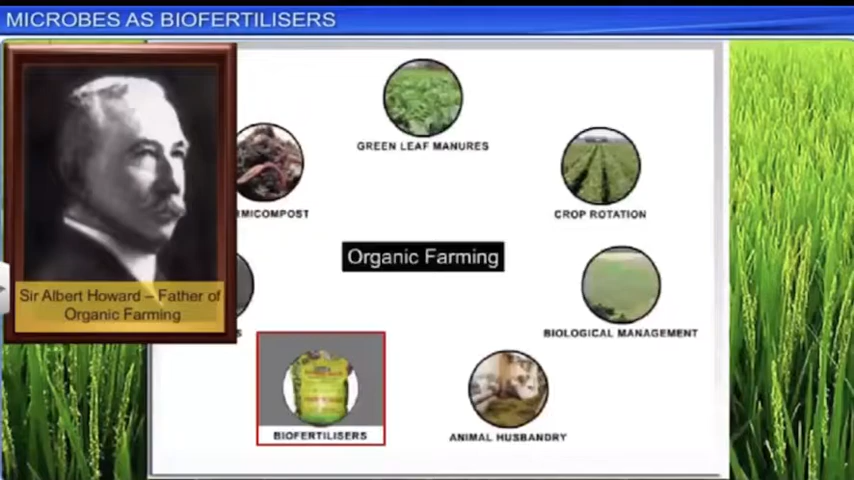 MICROBES AS BIOFERTILISERS
GREEN LEAF MANURES
CROP ROTATION
Organic Farming
Sir Albert Howard – Father of
Organic Farming
BIOLOGICAL MANAGEMENT
BIOFERTILISERS
ANIMAL HUSBANDRY